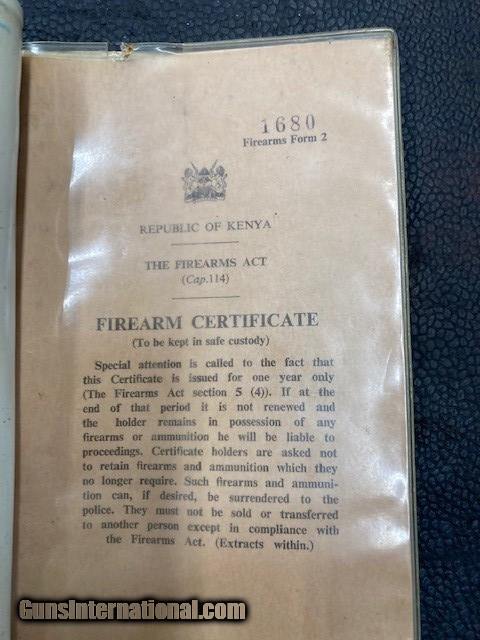 1680
Firearms Form 2
REPUBLIC OF KENYA
THE FIREARMS ACT
(Cap.114)
FIREARM CERTIFICATE
(To be kept in safe custody)
Special attention is called to the fact that
this Certificate is issued for one year only
(The Firearms Act section 5 (4)). If at the
end of that period it is not renewed and
the holder remains in possession of any
firearms or ammunition he will be liable to
proceedings. Certificate holders are asked not
to retain firearms and ammunition which they
no longer require. Such firearms and ammuni-
tion can, if desired, be surrendered to the
police. They must not be sold or transferred
to another person except in compliance with
the Firearms Act. (Extracts within.)
GunsInternational.com